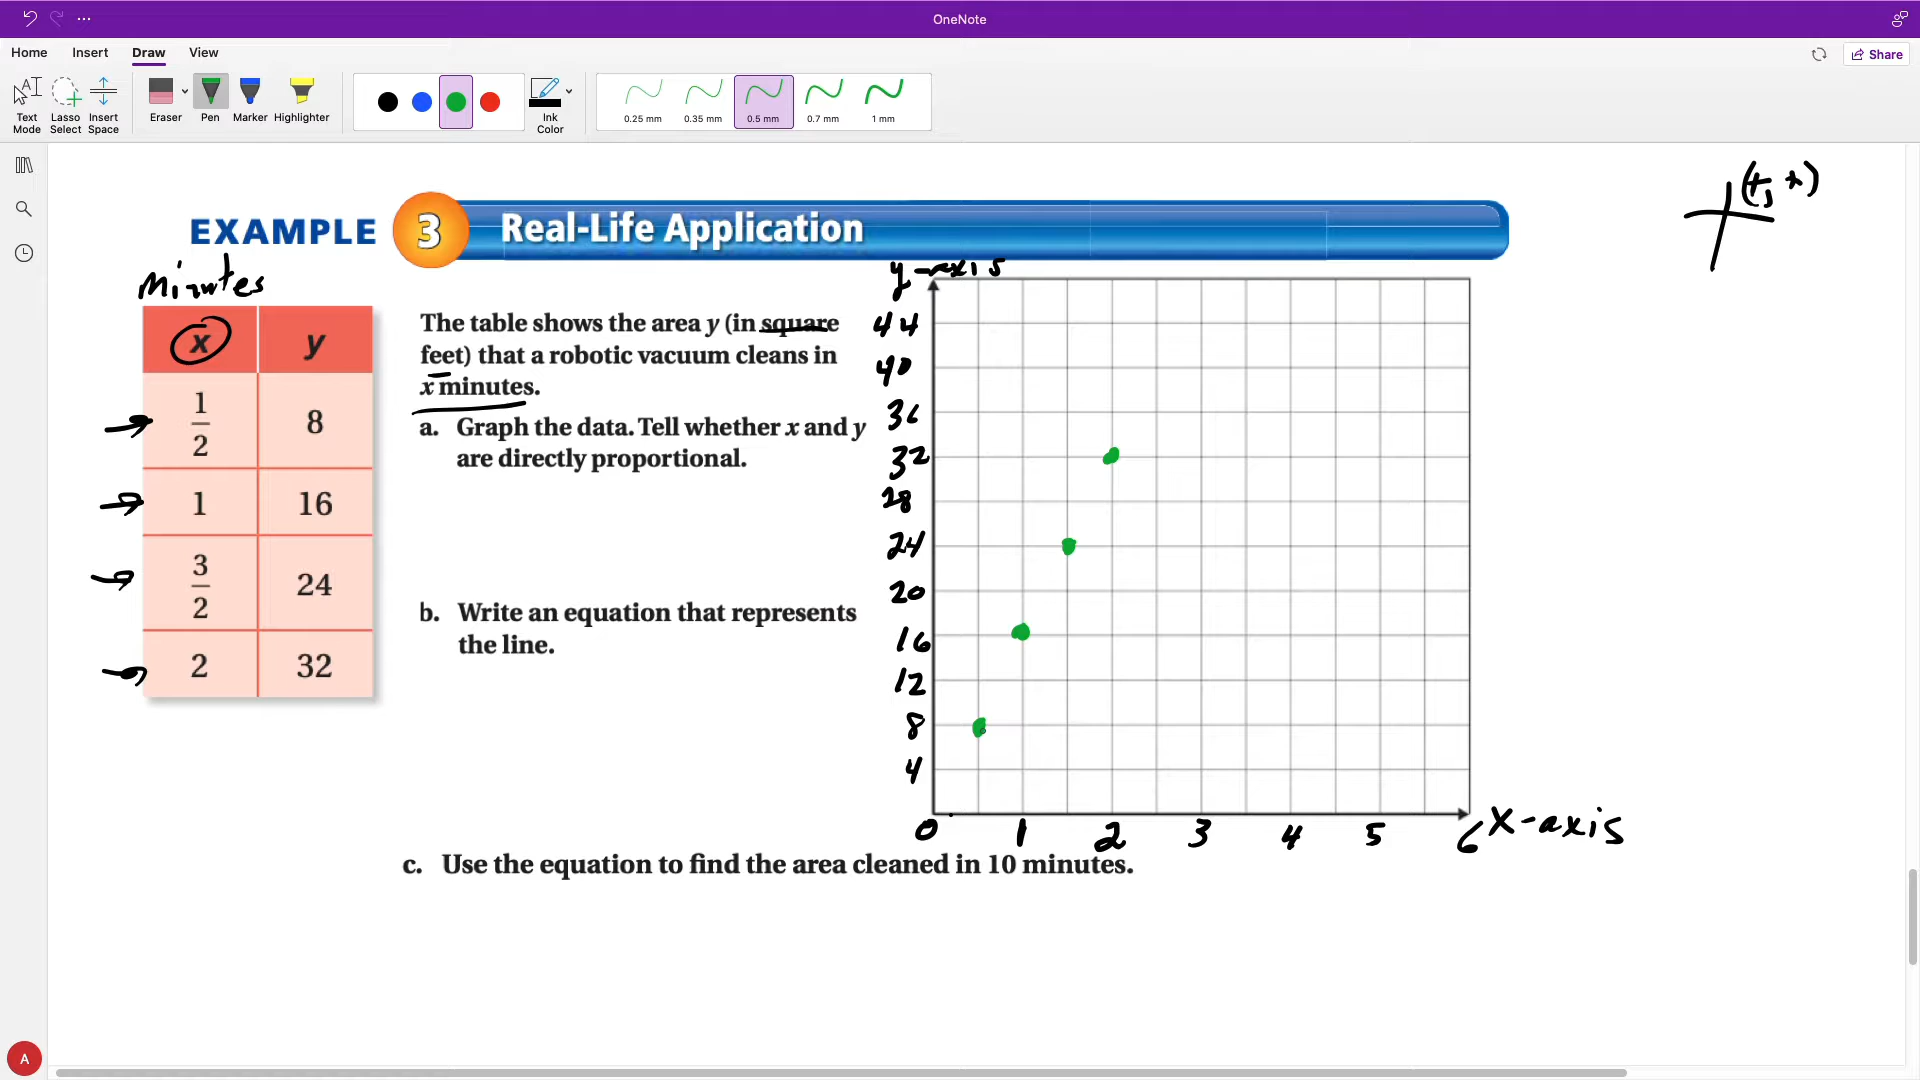 OneNote
Home Insert Draw View
Share
Text Mode
Lasso Select
Insert Space
Eraser
Pen
Marker
Highlighter
Ink Color
0.25 mm
0.35 mm
0.5 mm
0.7 mm
1 mm
(+, +)
EXAMPLE 3 Real-Life Application
Minutes
x y
1/2 8
1 16
3/2 24
2 32
The table shows the area y (in square
feet) that a robotic vacuum cleans in
x minutes.
a. Graph the data. Tell whether x and y
are directly proportional.
b. Write an equation that represents
the line.
y-axis
44
40
36
32
28
24
20
16
12
8
4
0 1 2 3 4 5 6 X-axis
c. Use the equation to find the area cleaned in 10 minutes.
A